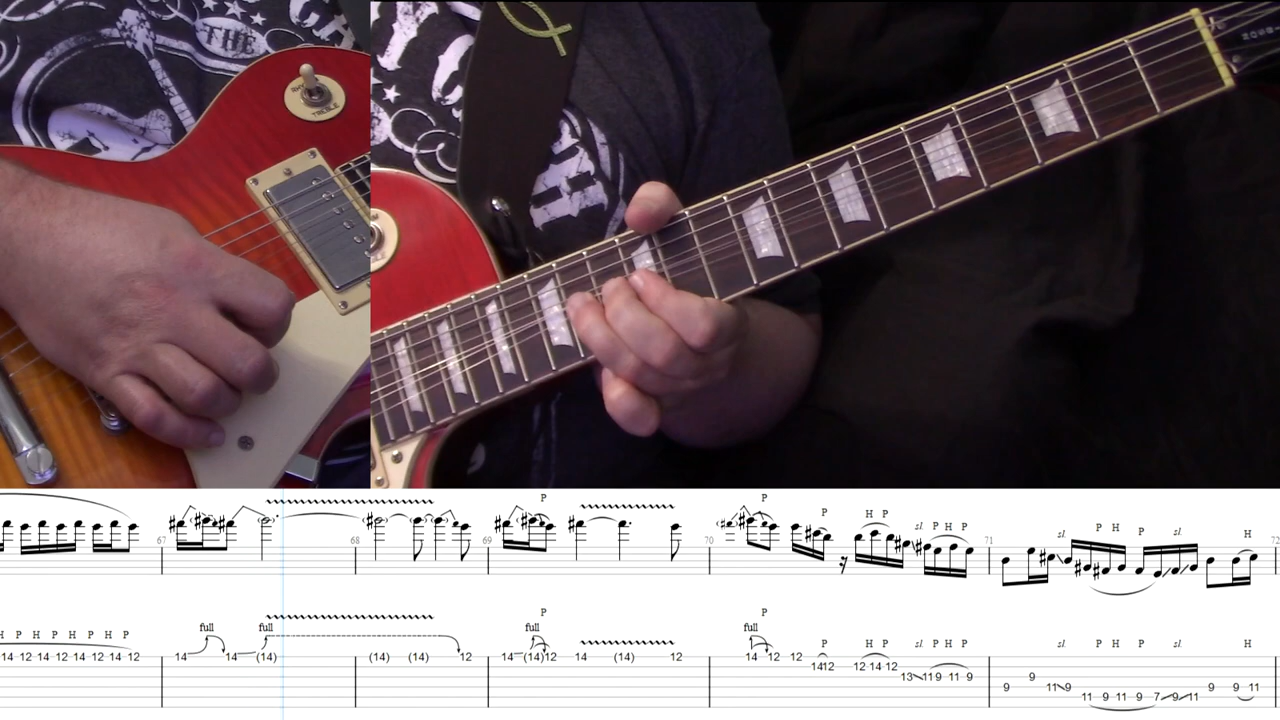 THE
RHY
TREBLE
P
P
P
H P
sl P H P
sl.
P H
P
sl.
H
67
68
69
70
71
72
full
full
full
full
H P H P H P H P
P
P
14 12 14 12 14 12 14 12
14 14 (14)
(14) (14) 12
14 (14) 12 14 (14) 12
14 12 12
P
14 12
H P
12 14 12
sl. P H P
13 11 9 11 9
sl.
P H
P
sl.
H
9 9 11 9
11 9 11 9 7 9 11
9 9 11